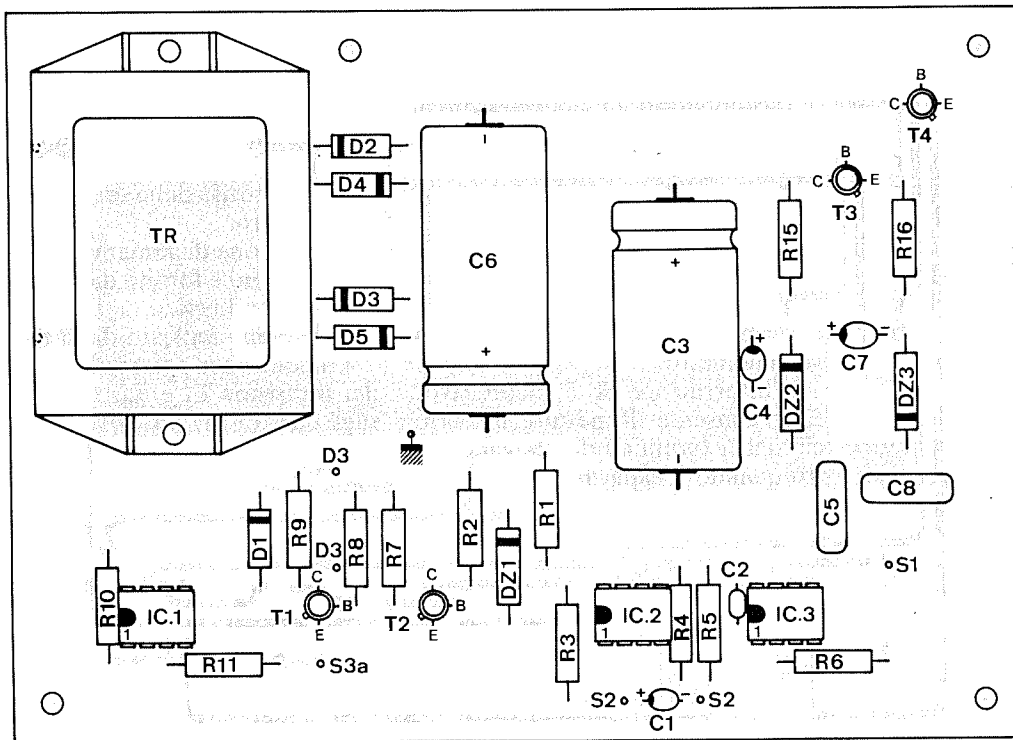 B
C
E
T4
B
C
E
T3
D2
D4
TR
D3
D5
C6
-
+
C3
+
-
R15
R16
+
-
C4
+
-
C7
DZ2
DZ3
D3
D1
R9
D3
R8
R7
R2
DZ1
R1
C5
C8
S1
R10
1
IC.1
T1
C
B
E
T2
C
B
E
R11
S3a
R3
1
IC.2
R4
R5
C2
1
IC.3
R6
S2
+
-
S2
C1